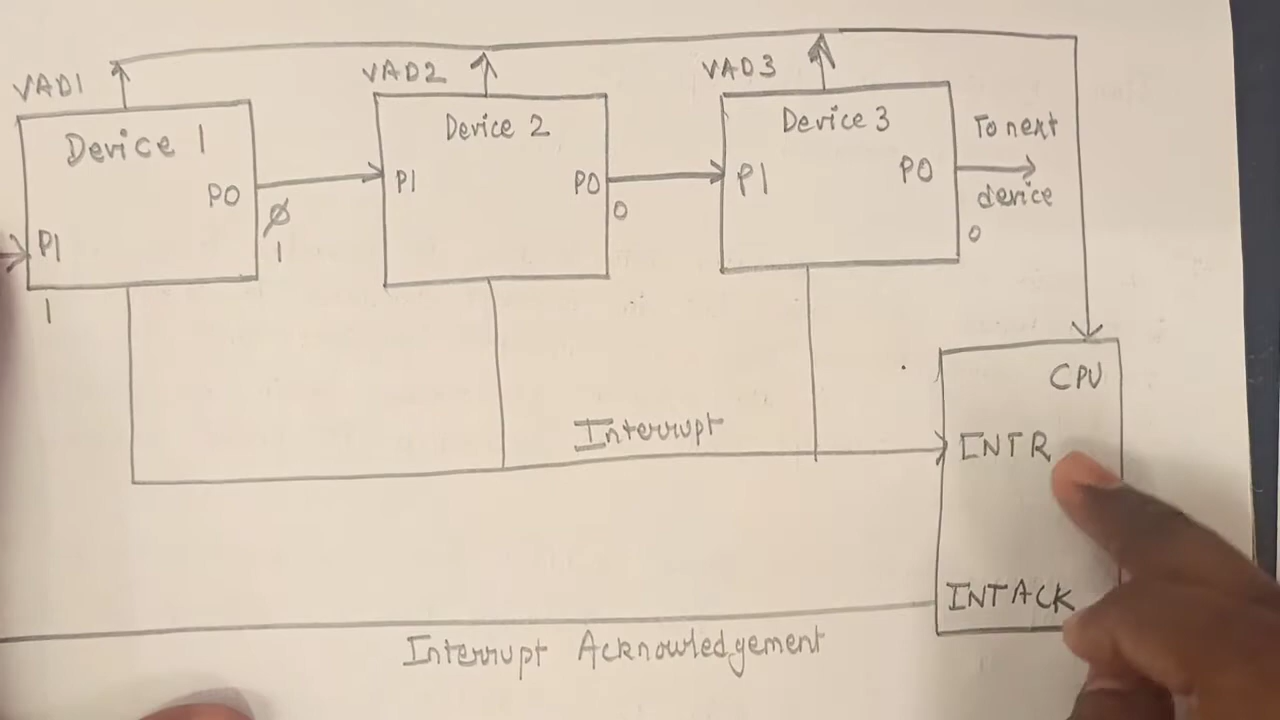 VAD1
VAD2
VAD3
Device 1
Device 2
Device 3
To next
device
PI
PO
PI
PO
PI
PO
0
1
1
0
0
CPU
Interrupt
INTR
INTACK
Interrupt Acknowledgement